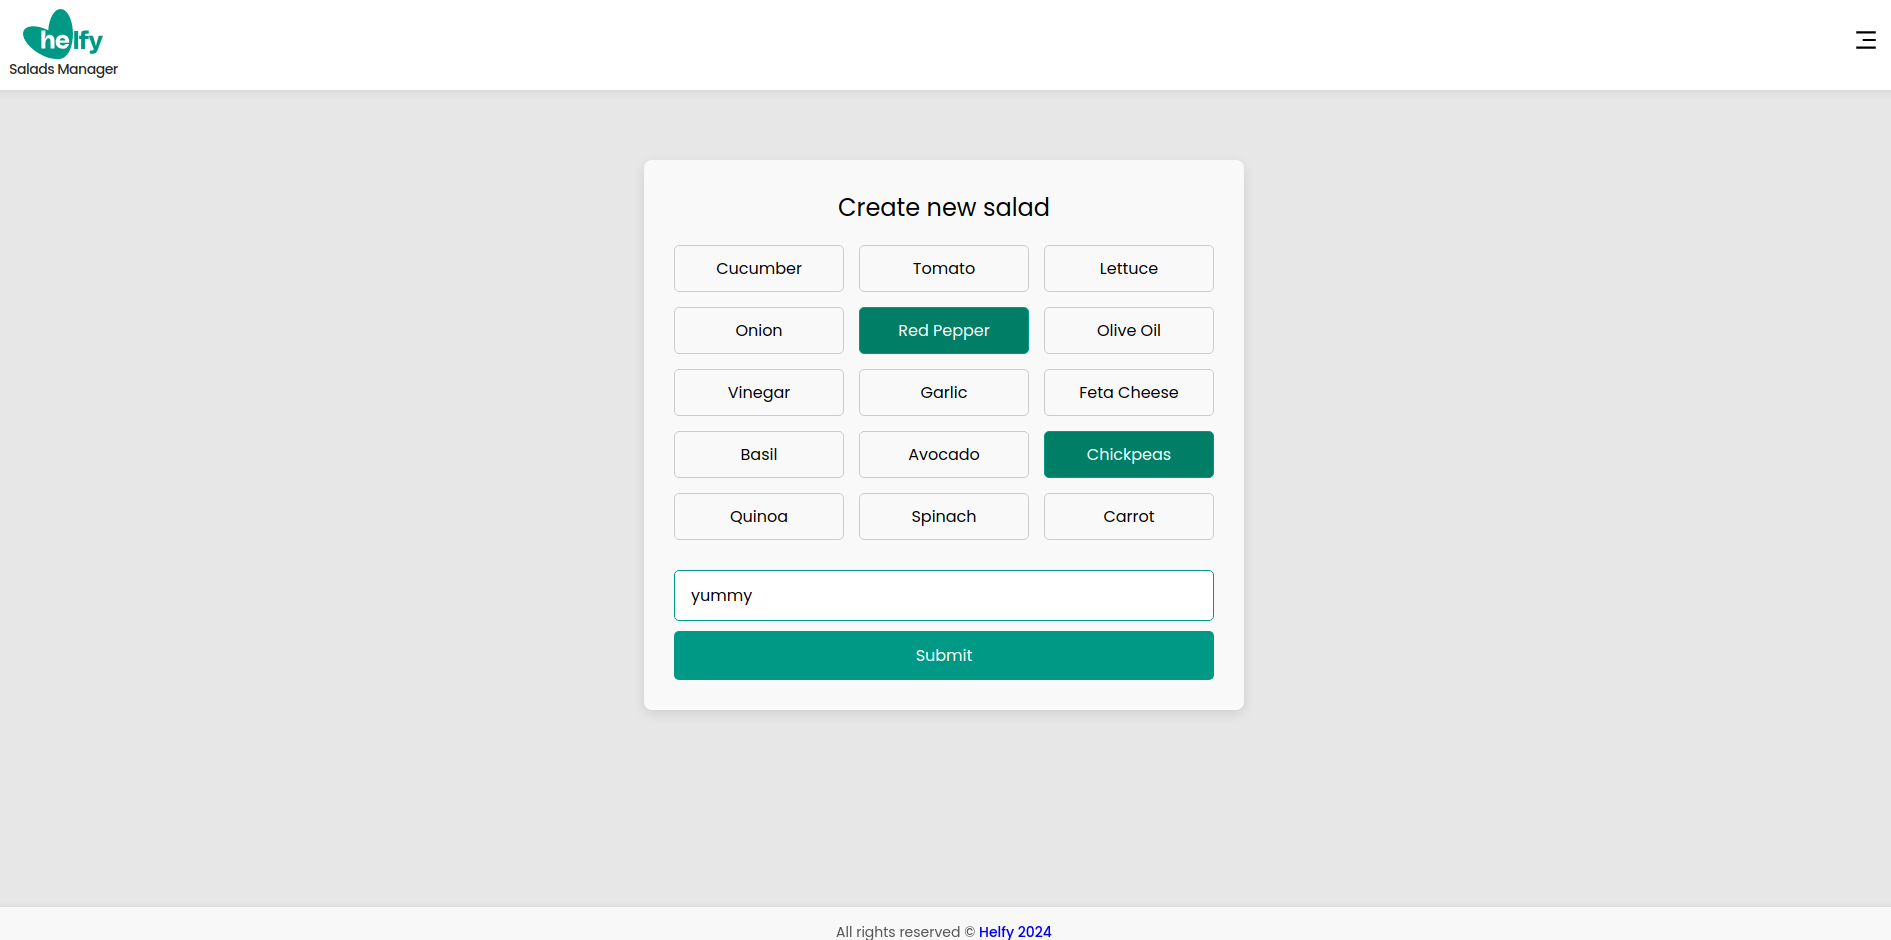 helfy
Salads Manager
Create new salad
Cucumber Tomato Lettuce
Onion Red Pepper Olive Oil
Vinegar Garlic Feta Cheese
Basil Avocado Chickpeas
Quinoa Spinach Carrot
yummy
Submit
All rights reserved © Helfy 2024